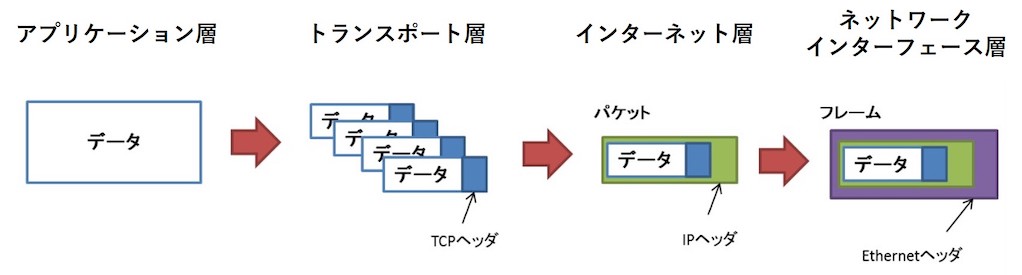 アプリケーション層
トランスポート層
インターネット層
ネットワーク
インターフェース層
データ
データ
データ
データ
データ
TCPヘッダ
パケット
データ
IPヘッダ
フレーム
データ
Ethernetヘッダ